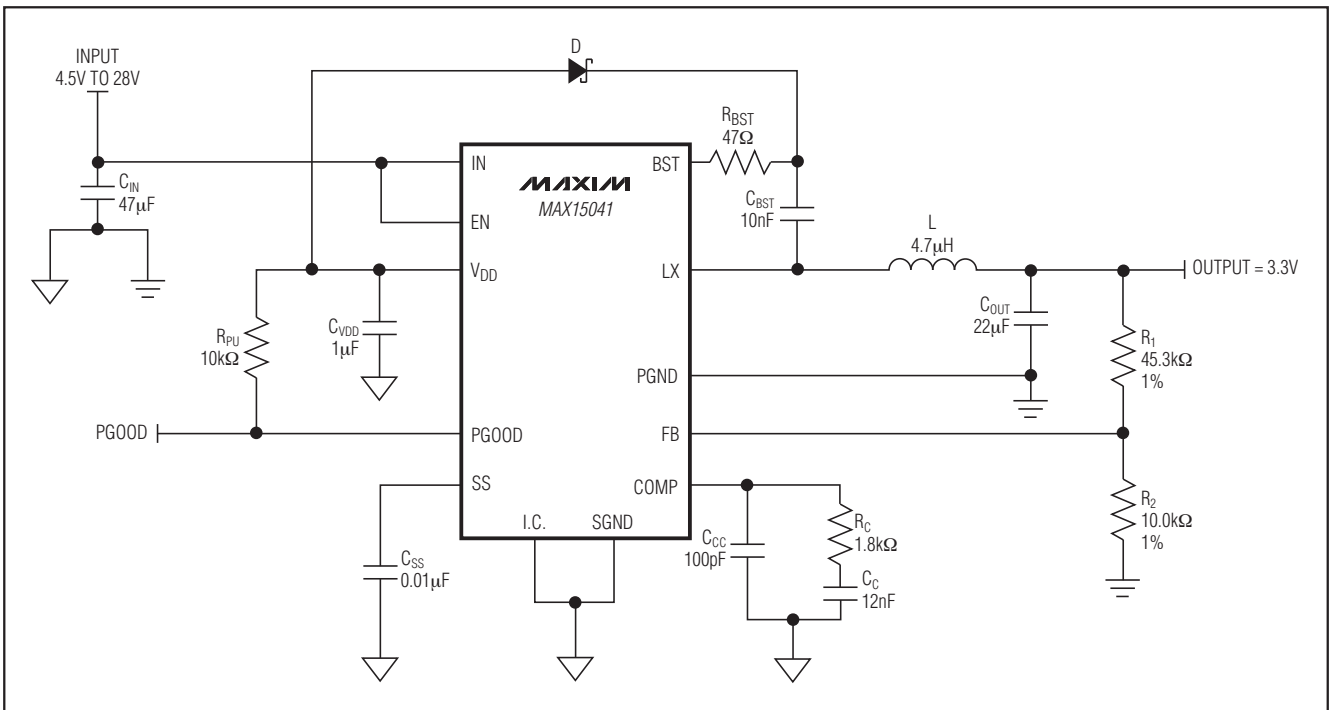 INPUT
4.5V TO 28V
D
R_BST
47Ω
IN
BST
MAXIM
MAX15041
C_IN
47µF
EN
C_BST
10nF
L
4.7µH
V_DD
LX
OUTPUT = 3.3V
R_PU
10kΩ
C_VDD
1µF
C_OUT
22µF
R_1
45.3kΩ
1%
PGND
PGOOD
PGOOD
FB
SS
COMP
R_2
10.0kΩ
1%
I.C.
SGND
C_CC
100pF
R_C
1.8kΩ
C_SS
0.01µF
C_C
12nF